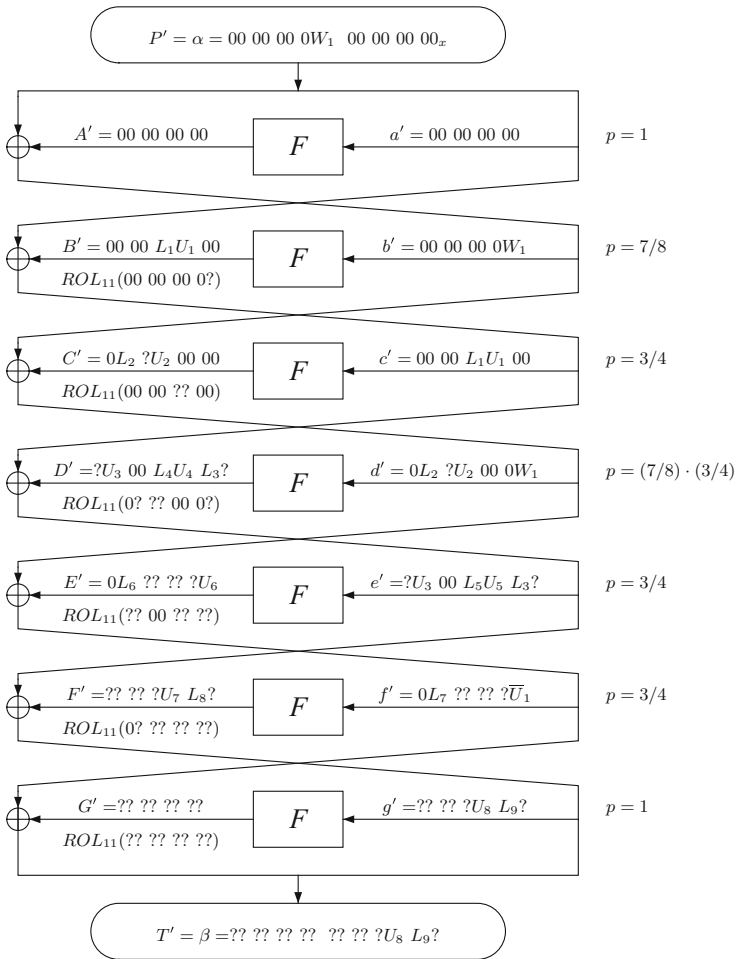 P′ = α = 00 00 00 0W₁ 00 00 00 00ₓ
A′ = 00 00 00 00 F a′ = 00 00 00 00 p = 1
B′ = 00 00 L₁U₁ 00 F b′ = 00 00 00 0W₁ p = 7/8
ROL₁₁(00 00 00 0?)
C′ = 0L₂ ?U₂ 00 00 F c′ = 00 00 L₁U₁ 00 p = 3/4
ROL₁₁(00 00 ?? 00)
D′ =?U₃ 00 L₄U₄ L₃? F d′ = 0L₂ ?U₂ 00 0W₁ p = (7/8) · (3/4)
ROL₁₁(0? ?? 00 0?)
E′ = 0L₆ ?? ?? ?U₆ F e′ =?U₃ 00 L₅U₅ L₃? p = 3/4
ROL₁₁(?? 00 ?? ??)
F′ =?? ?? ?U₇ L₈? F f′ = 0L₇ ?? ?? ?U̅₁ p = 3/4
ROL₁₁(0? ?? ?? ??)
G′ =?? ?? ?? ?? F g′ =?? ?? ?U₈ L₉? p = 1
ROL₁₁(?? ?? ?? ??)
T′ = β =?? ?? ?? ?? ?? ?? ?U₈ L₉?